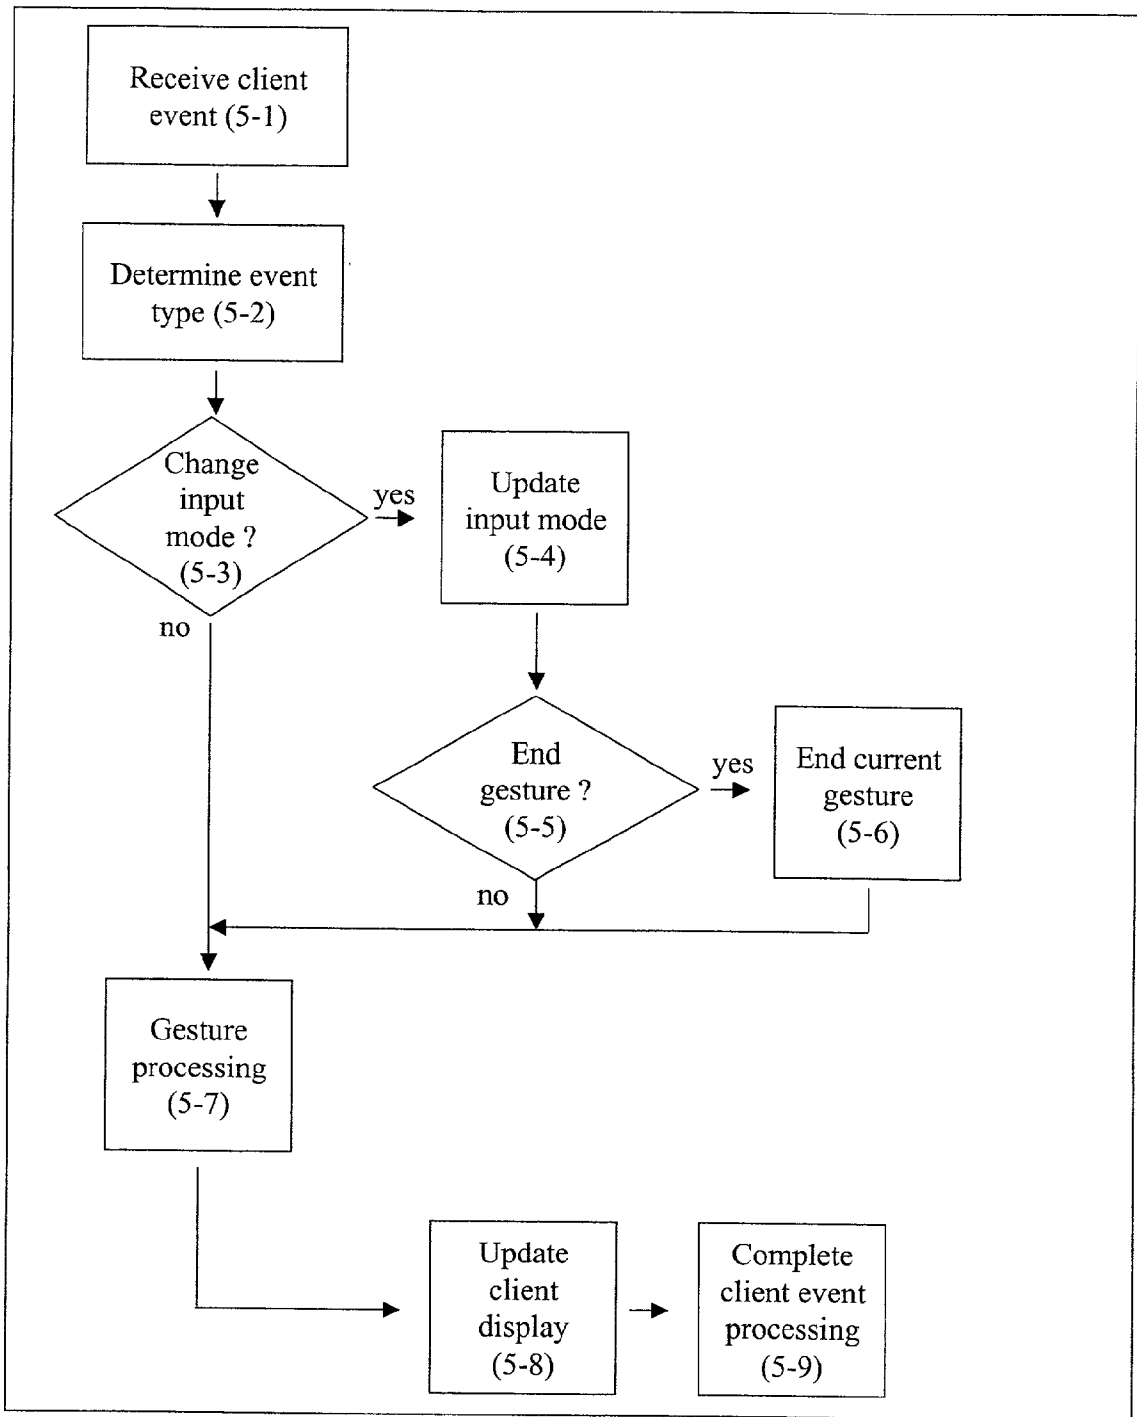 Receive client
event (5-1)
Determine event
type (5-2)
Change
input
mode ?
(5-3)
yes
Update
input mode
(5-4)
no
End
gesture ?
(5-5)
yes
End current
gesture
(5-6)
no
Gesture
processing
(5-7)
Update
client
display
(5-8)
Complete
client event
processing
(5-9)